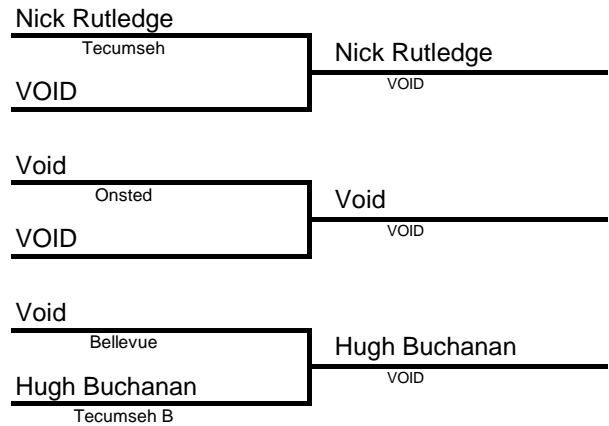 Nick Rutledge
Tecumseh
Nick Rutledge
VOID
VOID
Void
Onsted
Void
VOID
VOID
Void
Bellevue
Hugh Buchanan
VOID
Hugh Buchanan
Tecumseh B